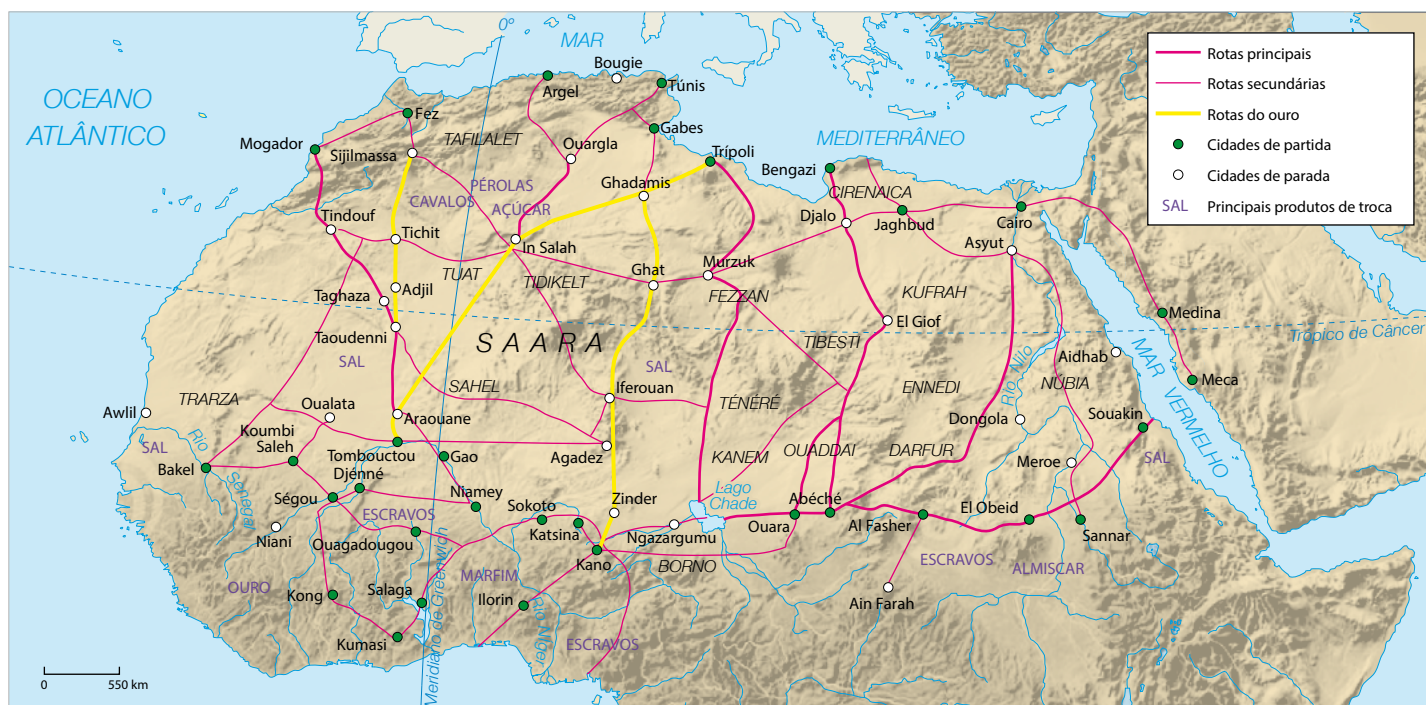 0º
MAR
Bougie
Argel
Túnis
OCEANO
ATLÂNTICO
Fez
TAFILALET
Gabes
MEDITERRÂNEO
Mogador
Sijilmassa
Ouargla
Trípoli
Bengazi
PÉROLAS
Ghadamis
CIRENAICA
CAVALOS
AÇÚCAR
Tindouf
Tichit
In Salah
Djalo
Jaghbud
Cairo
Asyut
TUAT
TIDIKELT
Ghat
Murzuk
FEZZAN
KUFRAH
Taghaza
Adjil
El Giof
Medina
Trópico de Câncer
Taoudenni
SAARA
TIBESTI
Aidhab
MAR VERMELHO
Meca
SAL
SAL
SAHEL
Iferouan
ENNEDI
Rio Nilo
NÚBIA
TRARZA
Oualata
Araouane
TÉNÉRÉ
Awlil
Dongola
Souakin
Koumbi
Saleh
SAL
Rio Senegal
Bakel
Tombouctou
Gao
Agadez
KANEM
OUADDAI
DARFUR
Meroe
SAL
Djénné
Ségou
Niamey
Sokoto
Zinder
Lago
Chade
Abéché
El Obeid
ESCRAVOS
Niani
Ouagadougou
Katsina
Ngazargumu
Ouara
Al Fasher
Sannar
Kano
BORNO
ESCRAVOS
ALMISCAR
OURO
Kong
Salaga
MARFIM
Ilorin
Ain Farah
Kumasi
Meridiano de Greenwich
Rio Níger
ESCRAVOS
0
550 km
Rotas principais
Rotas secundárias
Rotas do ouro
Cidades de partida
Cidades de parada
SAL Principais produtos de troca